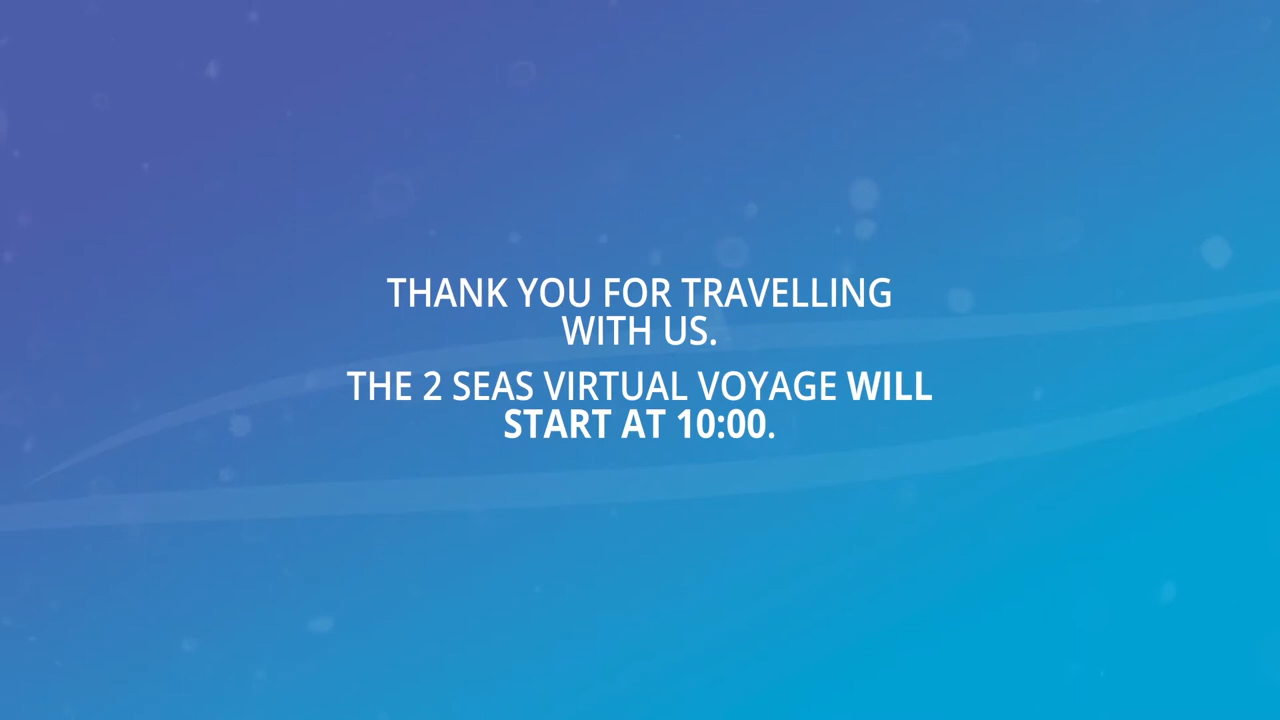 THANK YOU FOR TRAVELLING
WITH US.
THE 2 SEAS VIRTUAL VOYAGE WILL
START AT 10:00.